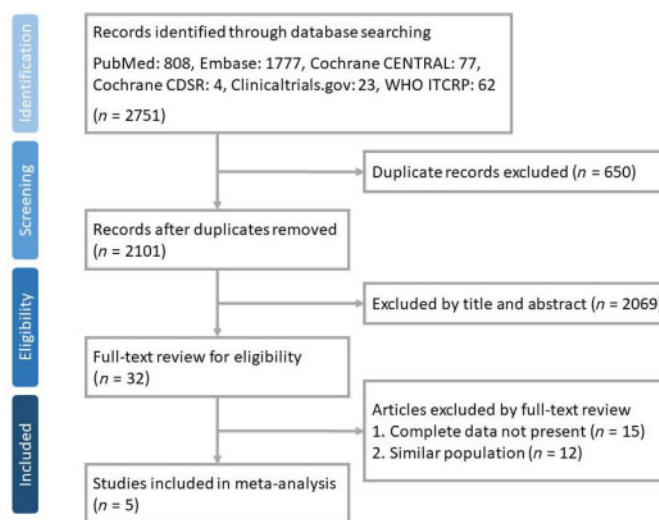 Identification
Records identified through database searching
PubMed: 808, Embase: 1777, Cochrane CENTRAL: 77,
Cochrane CDSR: 4, Clinicaltrials.gov: 23, WHO ITCRP: 62
(n = 2751)
Screening
Duplicate records excluded (n = 650)
Records after duplicates removed
(n = 2101)
Eligibility
Excluded by title and abstract (n = 2069)
Full-text review for eligibility
(n = 32)
Included
Articles excluded by full-text review
1. Complete data not present (n = 15)
2. Similar population (n = 12)
Studies included in meta-analysis
(n = 5)